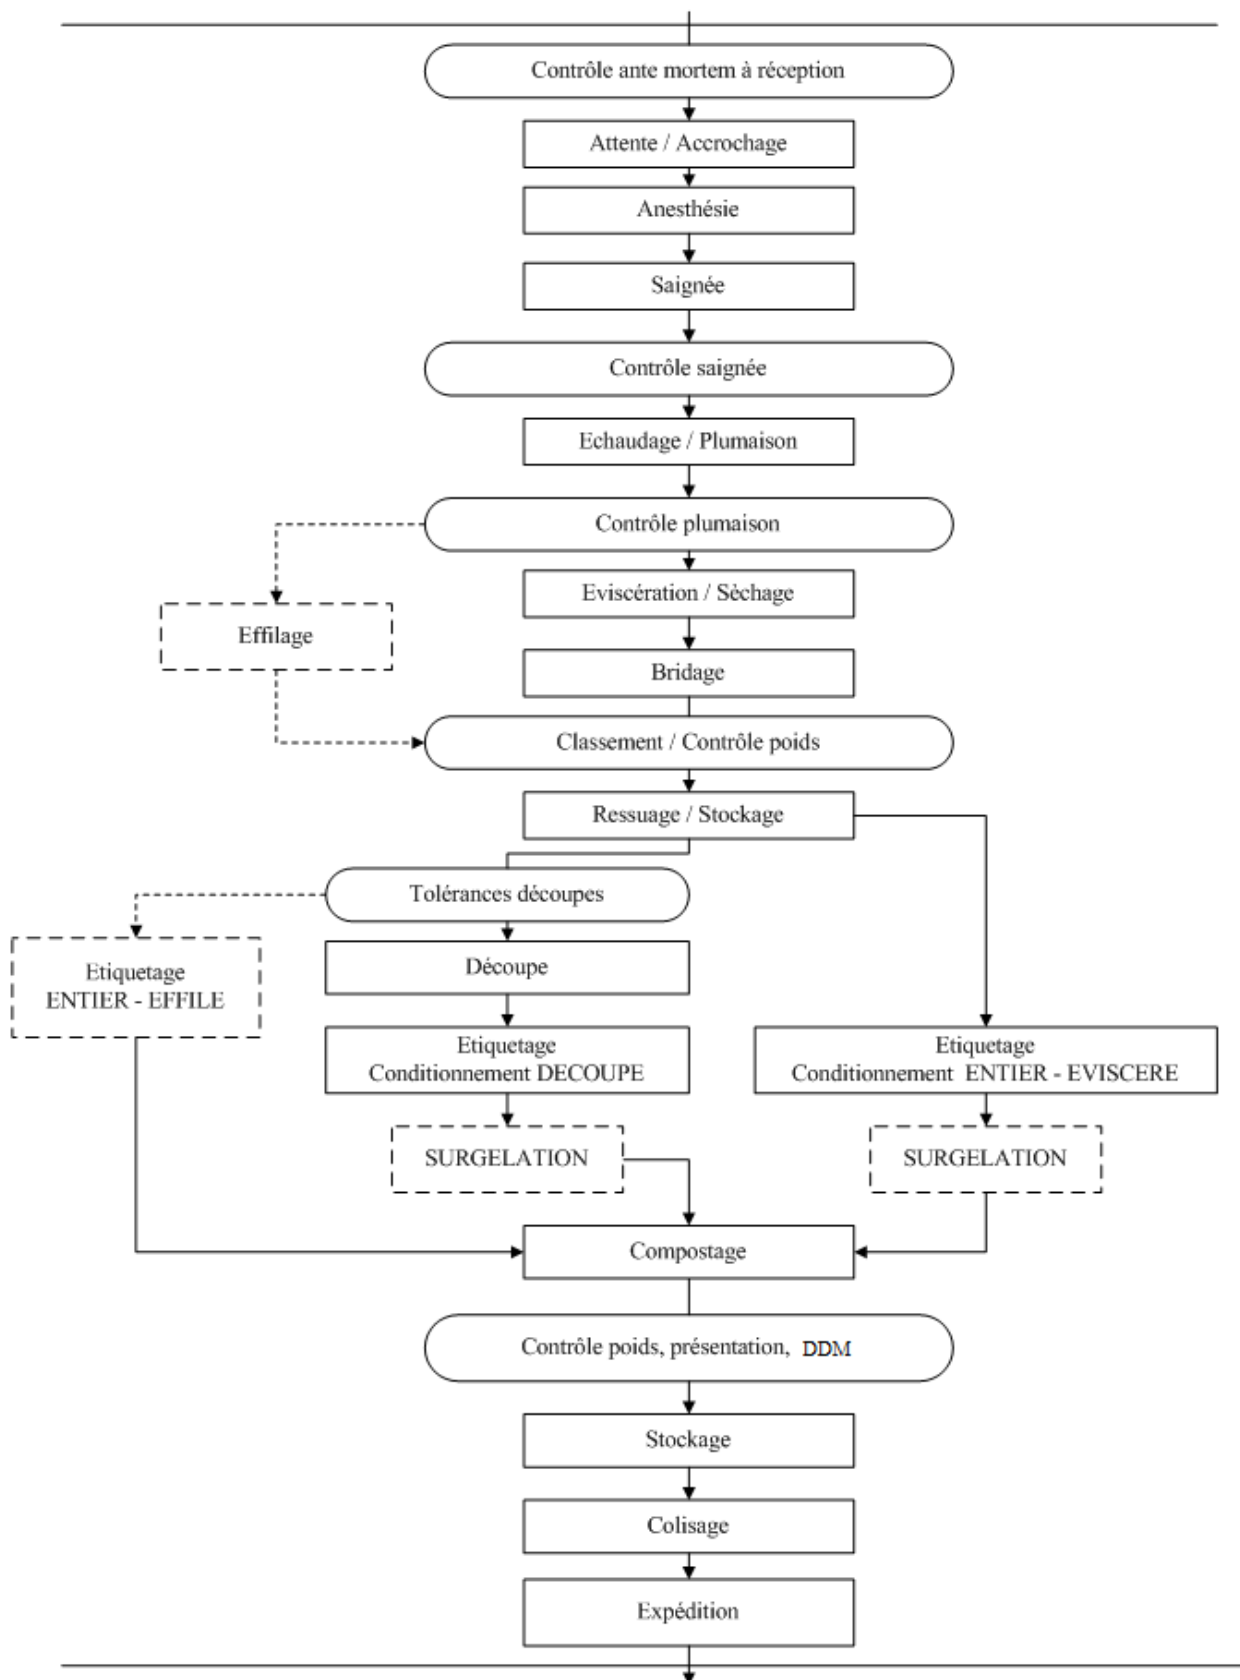 Contrôle ante mortem à réception
Attente / Accrochage
Anesthésie
Saignée
Contrôle saignée
Echaudage / Plumaison
Contrôle plumaison
Eviscération / Sèchage
Effilage
Bridage
Classement / Contrôle poids
Ressuage / Stockage
Tolérances découpes
Etiquetage
ENTIER - EFFILE
Découpe
Etiquetage
Conditionnement DECOUPE
Etiquetage
Conditionnement ENTIER - EVISCERE
SURGELATION
SURGELATION
Compostage
Contrôle poids, présentation, DDM
Stockage
Colisage
Expédition